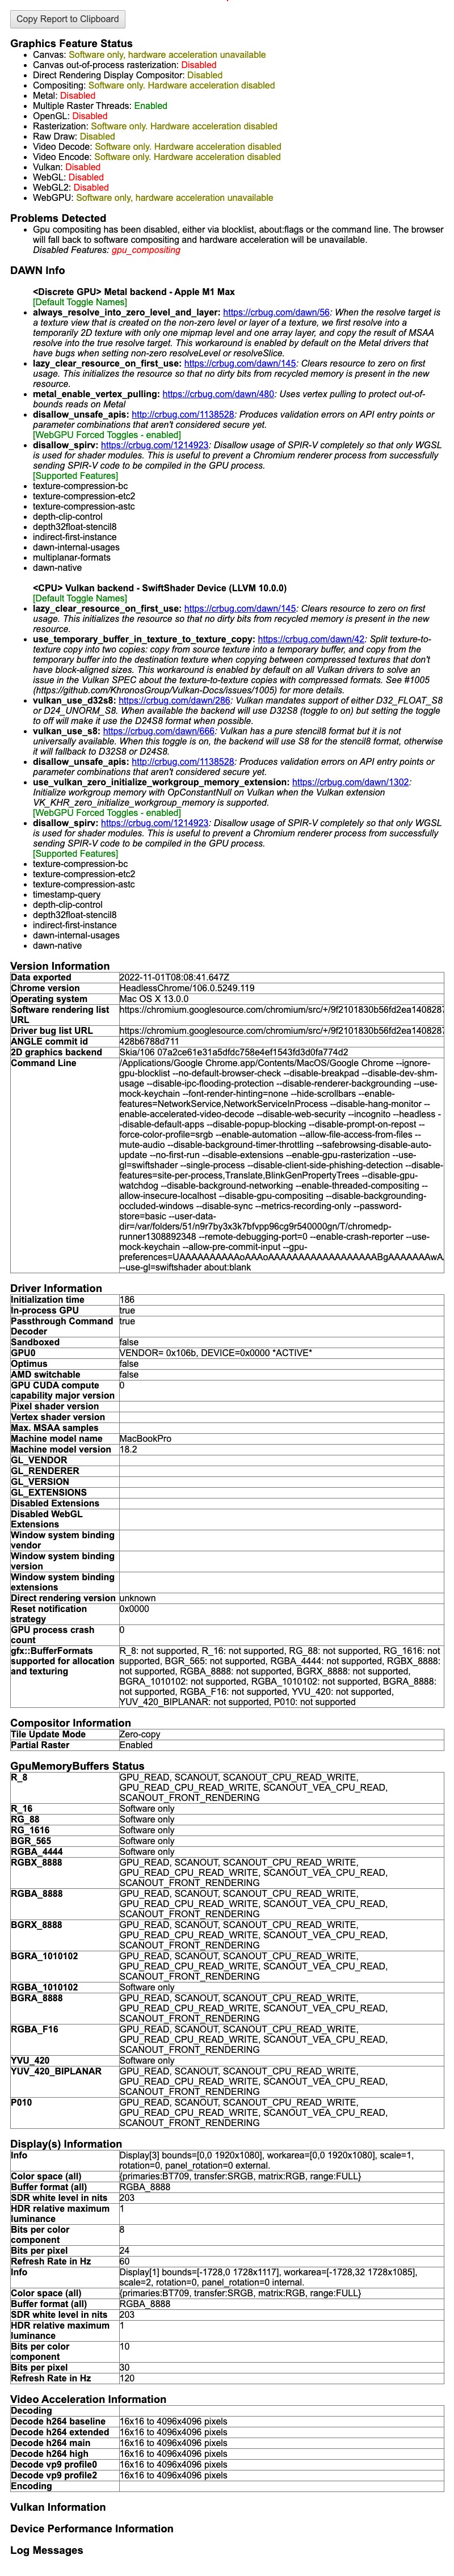 Copy Report to Clipboard
Graphics Feature Status
Canvas: Software only, hardware acceleration unavailable
Canvas out-of-process rasterization: Disabled
Direct Rendering Display Compositor: Disabled
Compositing: Software only. Hardware acceleration disabled
Metal: Disabled
Multiple Raster Threads: Enabled
OpenGL: Disabled
Rasterization: Software only. Hardware acceleration disabled
Raw Draw: Disabled
Video Decode: Software only. Hardware acceleration disabled
Video Encode: Software only. Hardware acceleration disabled
Vulkan: Disabled
WebGL: Disabled
WebGL2: Disabled
WebGPU: Software only, hardware acceleration unavailable
Problems Detected
Gpu compositing has been disabled, either via blocklist, about:flags or the command line. The browser
will fall back to software compositing and hardware acceleration will be unavailable.
Disabled Features: gpu_compositing
DAWN Info
<Discrete GPU> Metal backend - Apple M1 Max
[Default Toggle Names]
always_resolve_into_zero_level_and_layer: https://crbug.com/dawn/56: When the resolve target is
a texture view that is created on the non-zero level or layer of a texture, we first resolve into a
temporarily 2D texture with only one mipmap level and one array layer, and copy the result of MSAA
resolve into the true resolve target. This workaround is enabled by default on the Metal drivers that
have bugs when setting non-zero resolveLevel or resolveSlice.
lazy_clear_resource_on_first_use: https://crbug.com/dawn/145: Clears resource to zero on first
usage. This initializes the resource so that no dirty bits from recycled memory is present in the new
resource.
metal_enable_vertex_pulling: https://crbug.com/dawn/480: Uses vertex pulling to protect out-of-
bounds reads on Metal
disallow_unsafe_apis: http://crbug.com/1138528: Produces validation errors on API entry points or
parameter combinations that aren't considered secure yet.
[WebGPU Forced Toggles - enabled]
disallow_spirv: https://crbug.com/1214923: Disallow usage of SPIR-V completely so that only WGSL
is used for shader modules. This is useful to prevent a Chromium renderer process from successfully
sending SPIR-V code to be compiled in the GPU process.
[Supported Features]
texture-compression-bc
texture-compression-etc2
texture-compression-astc
depth-clip-control
depth32float-stencil8
indirect-first-instance
dawn-internal-usages
multiplanar-formats
dawn-native
<CPU> Vulkan backend - SwiftShader Device (LLVM 10.0.0)
[Default Toggle Names]
lazy_clear_resource_on_first_use: https://crbug.com/dawn/145: Clears resource to zero on first
usage. This initializes the resource so that no dirty bits from recycled memory is present in the new
resource.
use_temporary_buffer_in_texture_to_texture_copy: https://crbug.com/dawn/42: Split texture-to-
texture copy into two copies: copy from source texture into a temporary buffer, and copy from the
temporary buffer into the destination texture when copying between compressed textures that don't
have block-aligned sizes. This workaround is enabled by default on all Vulkan drivers to solve an
issue in the Vulkan SPEC about the texture-to-texture copies with compressed formats. See #1005
(https://github.com/KhronosGroup/Vulkan-Docs/issues/1005) for more details.
vulkan_use_d32s8: https://crbug.com/dawn/286: Vulkan mandates support of either D32_FLOAT_S8
or D24_UNORM_S8. When available the backend will use D32S8 (toggle to on) but setting the toggle
to off will make it use the D24S8 format when possible.
vulkan_use_s8: https://crbug.com/dawn/666: Vulkan has a pure stencil8 format but it is not
universally available. When this toggle is on, the backend will use S8 for the stencil8 format, otherwise
it will fallback to D32S8 or D24S8.
disallow_unsafe_apis: http://crbug.com/1138528: Produces validation errors on API entry points or
parameter combinations that aren't considered secure yet.
use_vulkan_zero_initialize_workgroup_memory_extension: https://crbug.com/dawn/1302:
Initialize workgroup memory with OpConstantNull on Vulkan when the Vulkan extension
VK_KHR_zero_initialize_workgroup_memory is supported.
[WebGPU Forced Toggles - enabled]
disallow_spirv: https://crbug.com/1214923: Disallow usage of SPIR-V completely so that only WGSL
is used for shader modules. This is useful to prevent a Chromium renderer process from successfully
sending SPIR-V code to be compiled in the GPU process.
[Supported Features]
texture-compression-bc
texture-compression-etc2
texture-compression-astc
timestamp-query
depth-clip-control
depth32float-stencil8
indirect-first-instance
dawn-internal-usages
dawn-native
Version Information
Data exported 2022-11-01T08:08:41.647Z
Chrome version HeadlessChrome/106.0.5249.119
Operating system Mac OS X 13.0.0
Software rendering list https://chromium.googlesource.com/chromium/src/+/9f2101830b56fd2ea1408287
URL
Driver bug list URL https://chromium.googlesource.com/chromium/src/+/9f2101830b56fd2ea1408287
ANGLE commit id 428b6788d711
2D graphics backend Skia/106 07a2ce61e31a5dfdc758e4ef1543fd3d0fa774d2
Command Line /Applications/Google Chrome.app/Contents/MacOS/Google Chrome --ignore-
gpu-blocklist --no-default-browser-check --disable-breakpad --disable-dev-shm-
usage --disable-ipc-flooding-protection --disable-renderer-backgrounding --use-
mock-keychain --font-render-hinting=none --hide-scrollbars --enable-
features=NetworkService,NetworkServiceInProcess --disable-hang-monitor --
enable-accelerated-video-decode --disable-web-security --incognito --headless --
-disable-default-apps --disable-popup-blocking --disable-prompt-on-repost --
force-color-profile=srgb --enable-automation --allow-file-access-from-files --
mute-audio --disable-background-timer-throttling --safebrowsing-disable-auto-
update --no-first-run --disable-extensions --enable-gpu-rasterization --use-
gl=swiftshader --single-process --disable-client-side-phishing-detection --disable-
features=site-per-process,Translate,BlinkGenPropertyTrees --disable-gpu-
watchdog --disable-background-networking --enable-threaded-compositing --
allow-insecure-localhost --disable-gpu-compositing --disable-backgrounding-
occluded-windows --disable-sync --metrics-recording-only --password-
store=basic --user-data-
dir=/var/folders/51/n9r7by3x3k7bfvpp96cg9r540000gn/T/chromedp-
runner1308892348 --remote-debugging-port=0 --enable-crash-reporter --use-
mock-keychain --allow-pre-commit-input --gpu-
--use-gl=swiftshader about:blank
Driver Information
Initialization time 186
In-process GPU true
Passthrough Command true
Decoder
Sandboxed false
GPU0 VENDOR= 0x106b, DEVICE=0x0000 *ACTIVE*
Optimus false
AMD switchable false
GPU CUDA compute 0
capability major version
Pixel shader version
Vertex shader version
Max. MSAA samples
Machine model name MacBookPro
Machine model version 18.2
GL_VENDOR
GL_RENDERER
GL_VERSION
GL_EXTENSIONS
Disabled Extensions
Disabled WebGL
Extensions
Window system binding
vendor
Window system binding
version
Window system binding
extensions
Direct rendering version unknown
Reset notification 0x0000
strategy
GPU process crash 0
count
gfx::BufferFormats R_8: not supported, R_16: not supported, RG_88: not supported, RG_1616: not
supported for allocation supported, BGR_565: not supported, RGBA_4444: not supported, RGBX_8888:
and texturing not supported, RGBA_8888: not supported, BGRX_8888: not supported,
BGRA_1010102: not supported, RGBA_1010102: not supported, BGRA_8888:
not supported, RGBA_F16: not supported, YVU_420: not supported,
YUV_420_BIPLANAR: not supported, P010: not supported
Compositor Information
Tile Update Mode Zero-copy
Partial Raster Enabled
GpuMemoryBuffers Status
R_8 GPU_READ, SCANOUT, SCANOUT_CPU_READ_WRITE,
GPU_READ_CPU_READ_WRITE, SCANOUT_VEA_CPU_READ,
SCANOUT_FRONT_RENDERING
R_16 Software only
RG_88 Software only
RG_1616 Software only
BGR_565 Software only
RGBA_4444 Software only
RGBX_8888 GPU_READ, SCANOUT, SCANOUT_CPU_READ_WRITE,
GPU_READ_CPU_READ_WRITE, SCANOUT_VEA_CPU_READ,
SCANOUT_FRONT_RENDERING
RGBA_8888 GPU_READ, SCANOUT, SCANOUT_CPU_READ_WRITE,
GPU_READ_CPU_READ_WRITE, SCANOUT_VEA_CPU_READ,
SCANOUT_FRONT_RENDERING
BGRX_8888 GPU_READ, SCANOUT, SCANOUT_CPU_READ_WRITE,
GPU_READ_CPU_READ_WRITE, SCANOUT_VEA_CPU_READ,
SCANOUT_FRONT_RENDERING
BGRA_1010102 GPU_READ, SCANOUT, SCANOUT_CPU_READ_WRITE,
GPU_READ_CPU_READ_WRITE, SCANOUT_VEA_CPU_READ,
SCANOUT_FRONT_RENDERING
RGBA_1010102 Software only
BGRA_8888 GPU_READ, SCANOUT, SCANOUT_CPU_READ_WRITE,
GPU_READ_CPU_READ_WRITE, SCANOUT_VEA_CPU_READ,
SCANOUT_FRONT_RENDERING
RGBA_F16 GPU_READ, SCANOUT, SCANOUT_CPU_READ_WRITE,
GPU_READ_CPU_READ_WRITE, SCANOUT_VEA_CPU_READ,
SCANOUT_FRONT_RENDERING
YVU_420 Software only
YUV_420_BIPLANAR GPU_READ, SCANOUT, SCANOUT_CPU_READ_WRITE,
GPU_READ_CPU_READ_WRITE, SCANOUT_VEA_CPU_READ,
SCANOUT_FRONT_RENDERING
P010 GPU_READ, SCANOUT, SCANOUT_CPU_READ_WRITE,
GPU_READ_CPU_READ_WRITE, SCANOUT_VEA_CPU_READ,
SCANOUT_FRONT_RENDERING
Display(s) Information
Info Display[3] bounds=[0,0 1920x1080], workarea=[0,0 1920x1080], scale=1,
rotation=0, panel_rotation=0 external.
Color space (all) {primaries:BT709, transfer:SRGB, matrix:RGB, range:FULL}
Buffer format (all) RGBA_8888
SDR white level in nits 203
HDR relative maximum 1
luminance
Bits per color 8
component
Bits per pixel 24
Refresh Rate in Hz 60
Info Display[1] bounds=[-1728,0 1728x1117], workarea=[-1728,32 1728x1085],
scale=2, rotation=0, panel_rotation=0 internal.
Color space (all) {primaries:BT709, transfer:SRGB, matrix:RGB, range:FULL}
Buffer format (all) RGBA_8888
SDR white level in nits 203
HDR relative maximum 1
luminance
Bits per color 10
component
Bits per pixel 30
Refresh Rate in Hz 120
Video Acceleration Information
Decoding
Decode h264 baseline 16x16 to 4096x4096 pixels
Decode h264 extended 16x16 to 4096x4096 pixels
Decode h264 main 16x16 to 4096x4096 pixels
Decode h264 high 16x16 to 4096x4096 pixels
Decode vp9 profile0 16x16 to 4096x4096 pixels
Decode vp9 profile2 16x16 to 4096x4096 pixels
Encoding
Vulkan Information
Device Performance Information
Log Messages